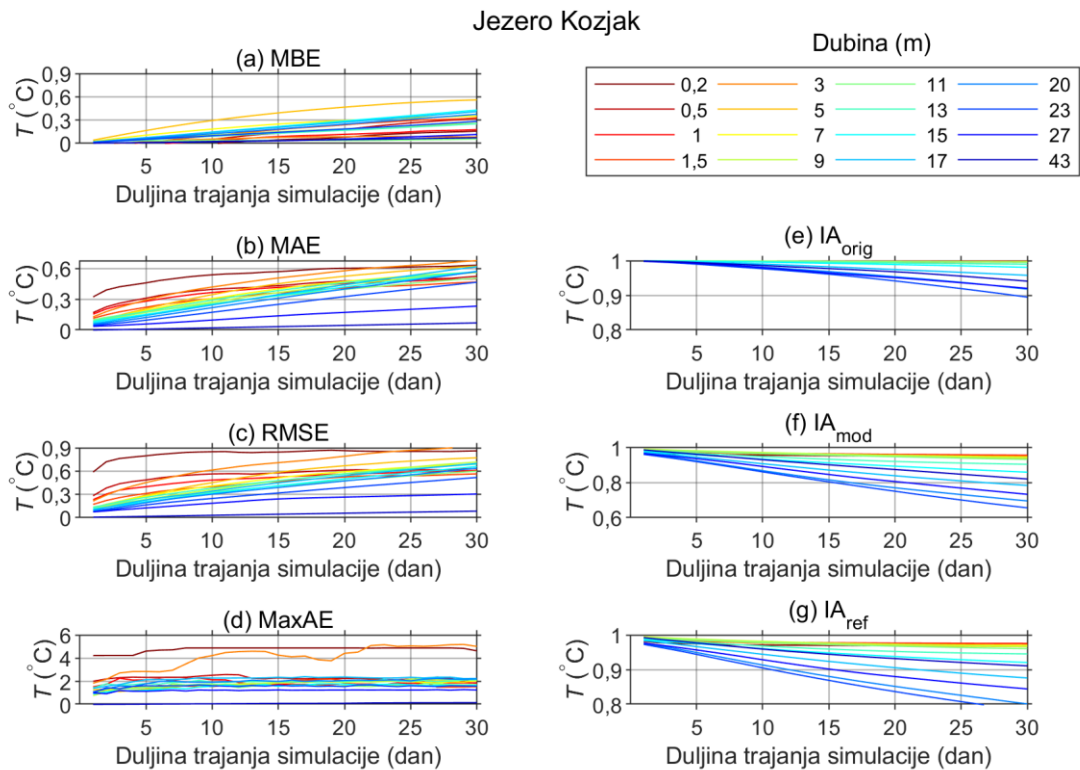 Jezero Kozjak
(a) MBE
T (°C)
0,9
0,6
0,3
0
5 10 15 20 25 30
Duljina trajanja simulacije (dan)
Dubina (m)
0,2 3 11 20
0,5 5 13 23
1 7 15 27
1,5 9 17 43
(b) MAE
T (°C)
0,6
0,3
0
5 10 15 20 25 30
Duljina trajanja simulacije (dan)
(e) IAorig
1
0,9
0,8
5 10 15 20 25 30
Duljina trajanja simulacije (dan)
(c) RMSE
T (°C)
0,9
0,6
0,3
0
5 10 15 20 25 30
Duljina trajanja simulacije (dan)
(f) IAmod
1
0,8
0,6
5 10 15 20 25 30
Duljina trajanja simulacije (dan)
(d) MaxAE
T (°C)
6
4
2
0
5 10 15 20 25 30
Duljina trajanja simulacije (dan)
(g) IAref
1
0,9
0,8
5 10 15 20 25 30
Duljina trajanja simulacije (dan)